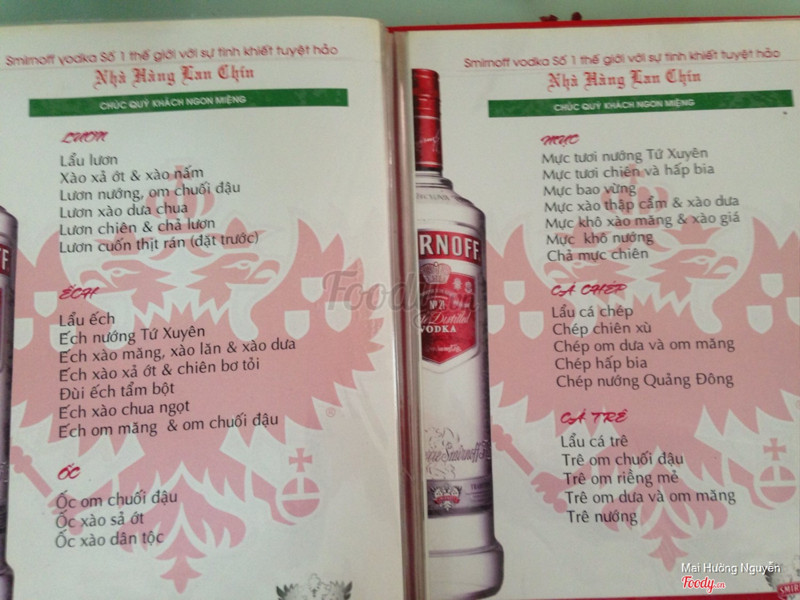 Smirnoff vodka Số 1 thế giới với sự tinh khiết tuyệt hảo
Nhà Hàng Lan Chín
CHÚC QUÝ KHÁCH NGON MIỆNG
LƯƠN
Lẩu lươn
Xào xả ớt & xào nấm
Lươn nướng, om chuối đậu
Lươn xào dưa chua
Lươn chiên & chả lươn
Lươn cuốn thịt rán (đặt trước)
ẾCH
Lẩu ếch
Ếch nướng Tứ Xuyên
Ếch xào măng, xào lăn & xào dưa
Ếch xào xả ớt & chiên bơ tỏi
Đùi ếch tẩm bột
Ếch xào chua ngọt
Ếch om măng & om chuối đậu
ỐC
Ốc om chuối đậu
Ốc xào sả ớt
Ốc xào dân tộc
Smirnoff vodka Số 1 thế giới với sự tinh khiết tuyệt hảo
Nhà Hàng Lan Chín
CHÚC QUÝ KHÁCH NGON MIỆNG
MỰC
Mực tươi nướng Tứ Xuyên
Mực tươi chiên và hấp bia
Mực bao vừng
Mực xào thập cẩm & xào dưa
Mực khô xào măng & xào giá
Mực khô nướng
Chả mực chiên
CÁ CHÉP
Lẩu cá chép
Chép chiên xù
Chép om dưa và om măng
Chép hấp bia
Chép nướng Quảng Đông
CÁ TRÊ
Lẩu cá trê
Trê om chuối đậu
Trê om riềng mẻ
Trê om dưa và om măng
Trê nướng
RNOFF
VODKA
Foody.vn
Mai Hường Nguyễn
Foody.vn